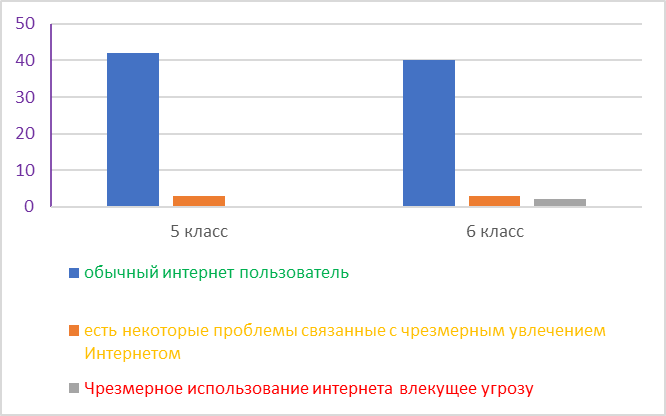 50
40
30
20
10
0
5 класс 6 класс
обычный интернет пользователь
есть некоторые проблемы связанные с чрезмерным увлечением
Интернетом
Чрезмерное использование интернета влекущее угрозу